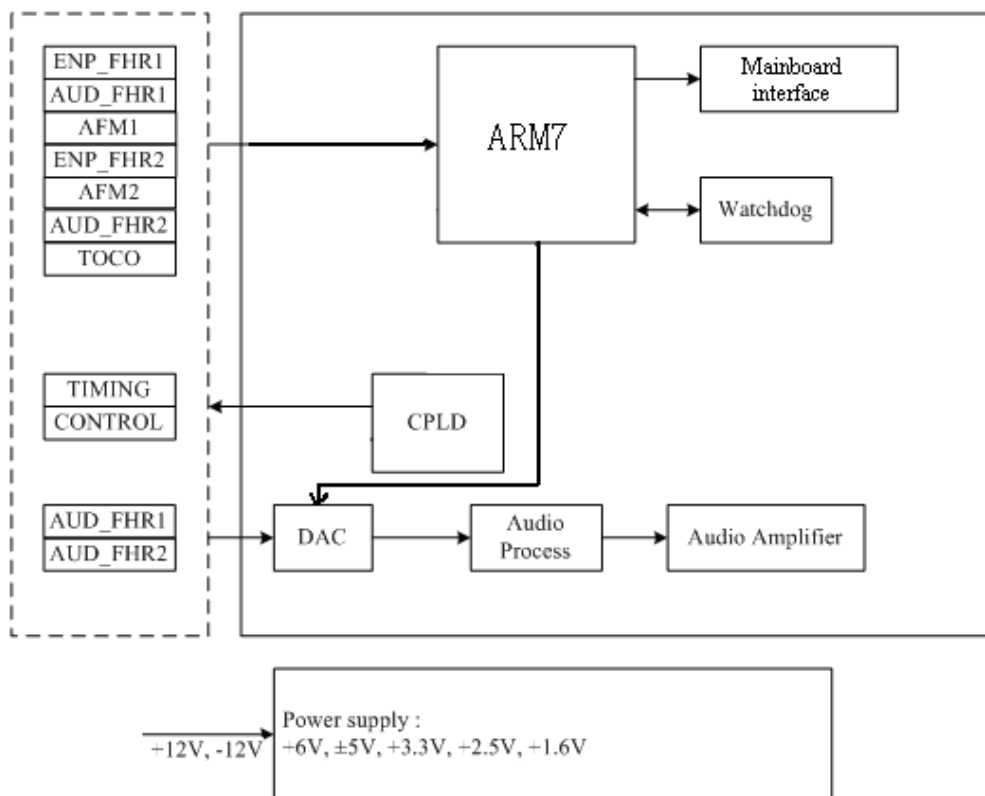 ENP_FHR1
AUD_FHR1
AFM1
ENP_FHR2
AFM2
AUD_FHR2
TOCO
ARM7
Mainboard
interface
Watchdog
TIMING
CONTROL
CPLD
AUD_FHR1
AUD_FHR2
DAC
Audio
Process
Audio Amplifier
+12V, -12V
Power supply :
+6V, ±5V, +3.3V, +2.5V, +1.6V